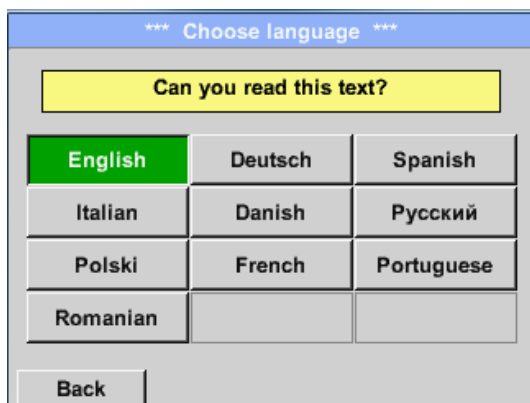 *** Choose language ***
Can you read this text?
English Deutsch Spanish
Italian Danish Русский
Polski French Portuguese
Romanian
Back